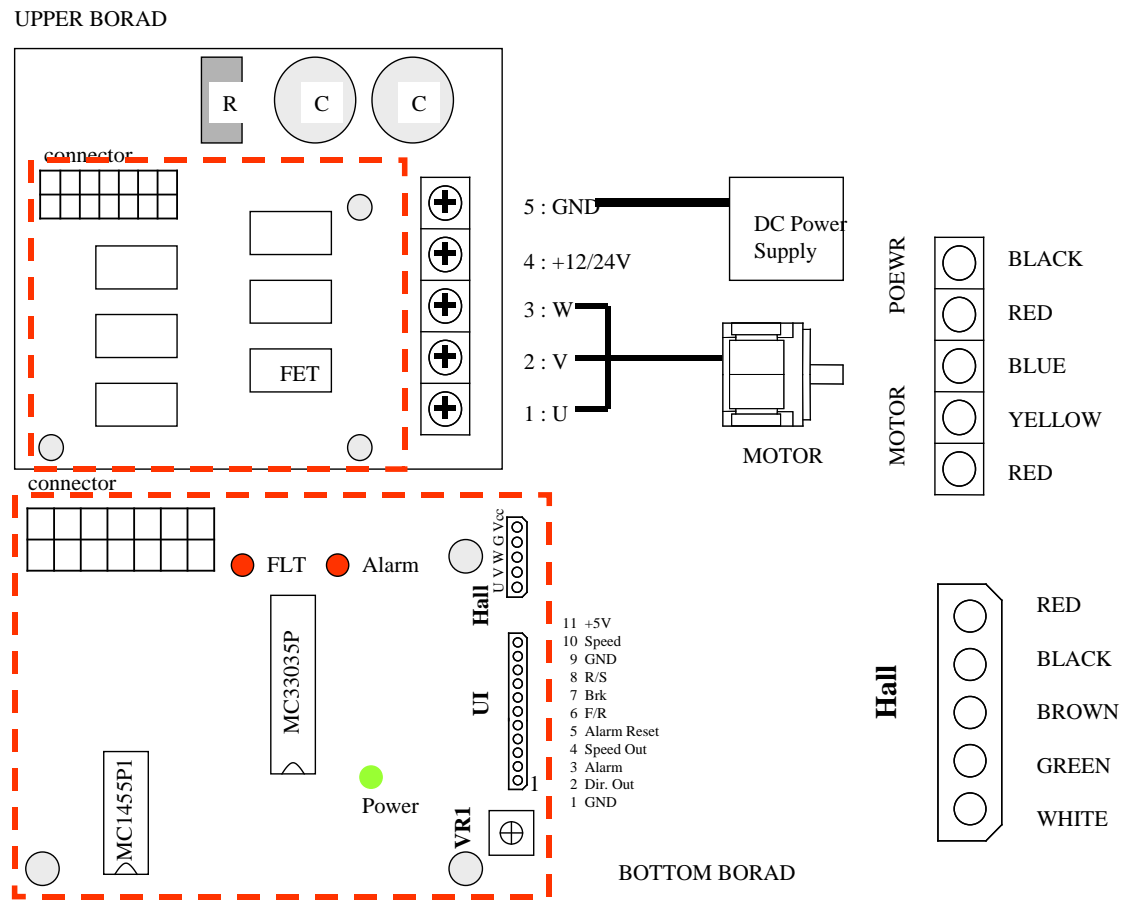 UPPER BORAD
R
C
C
connector
FET
5 : GND
4 : +12/24V
3 : W
2 : V
1 : U
DC Power
Supply
MOTOR
POEWR
MOTOR
BLACK
RED
BLUE
YELLOW
RED
connector
FLT
Alarm
U V W G Vcc
Hall
MC33035P
MC1455P1
UI
1
Power
VR1
11 +5V
10 Speed
9 GND
8 R/S
7 Brk
6 F/R
5 Alarm Reset
4 Speed Out
3 Alarm
2 Dir. Out
1 GND
BOTTOM BORAD
Hall
RED
BLACK
BROWN
GREEN
WHITE